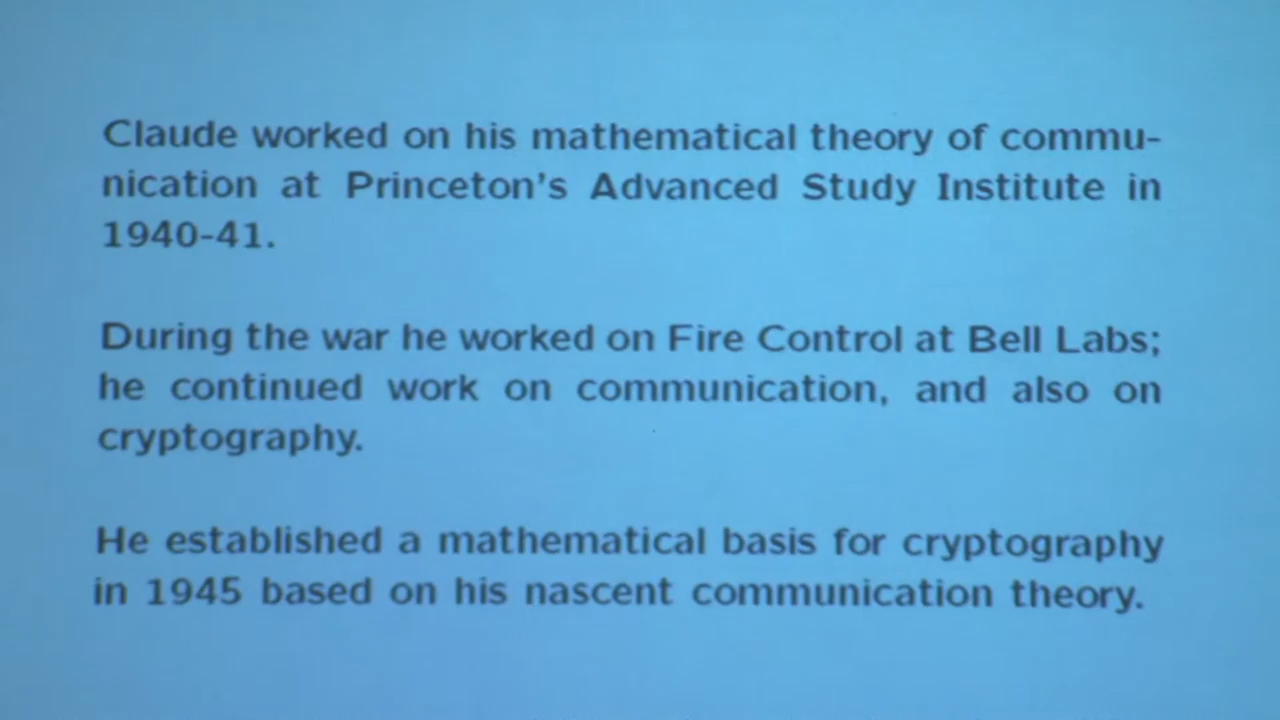 Claude worked on his mathematical theory of commu-
nication at Princeton's Advanced Study Institute in
1940-41.
During the war he worked on Fire Control at Bell Labs;
he continued work on communication, and also on
cryptography.
He established a mathematical basis for cryptography
in 1945 based on his nascent communication theory.